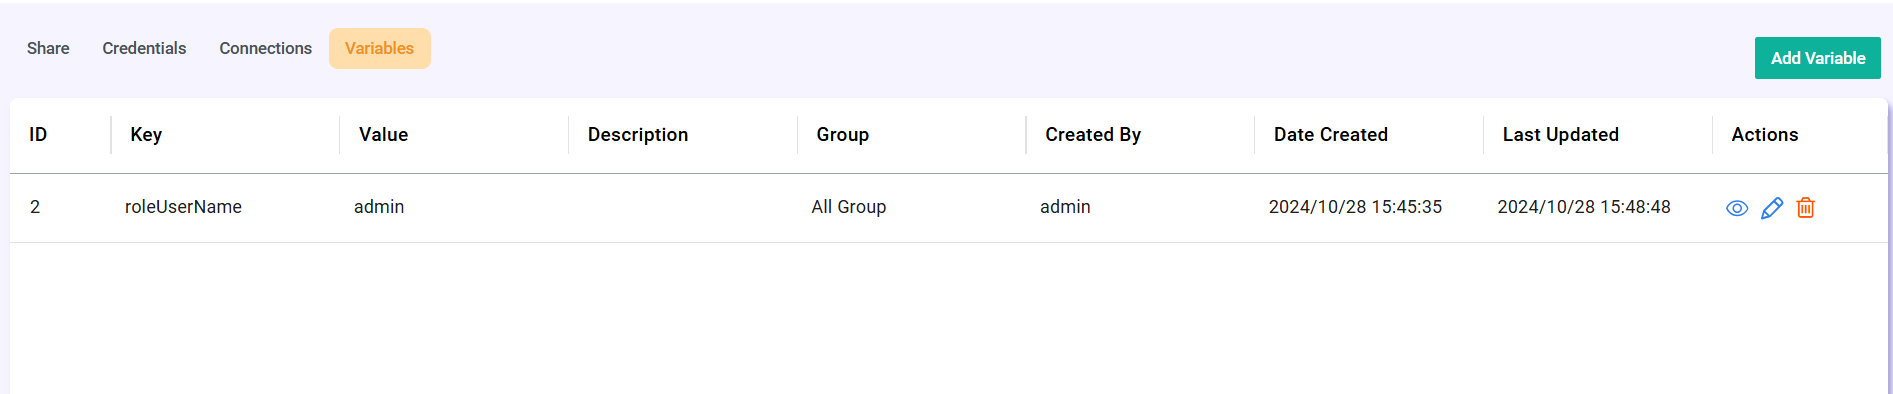 Share Credentials Connections Variables
Add Variable
ID Key Value Description Group Created By Date Created Last Updated Actions
2 roleUserName admin All Group admin 2024/10/28 15:45:35 2024/10/28 15:48:48